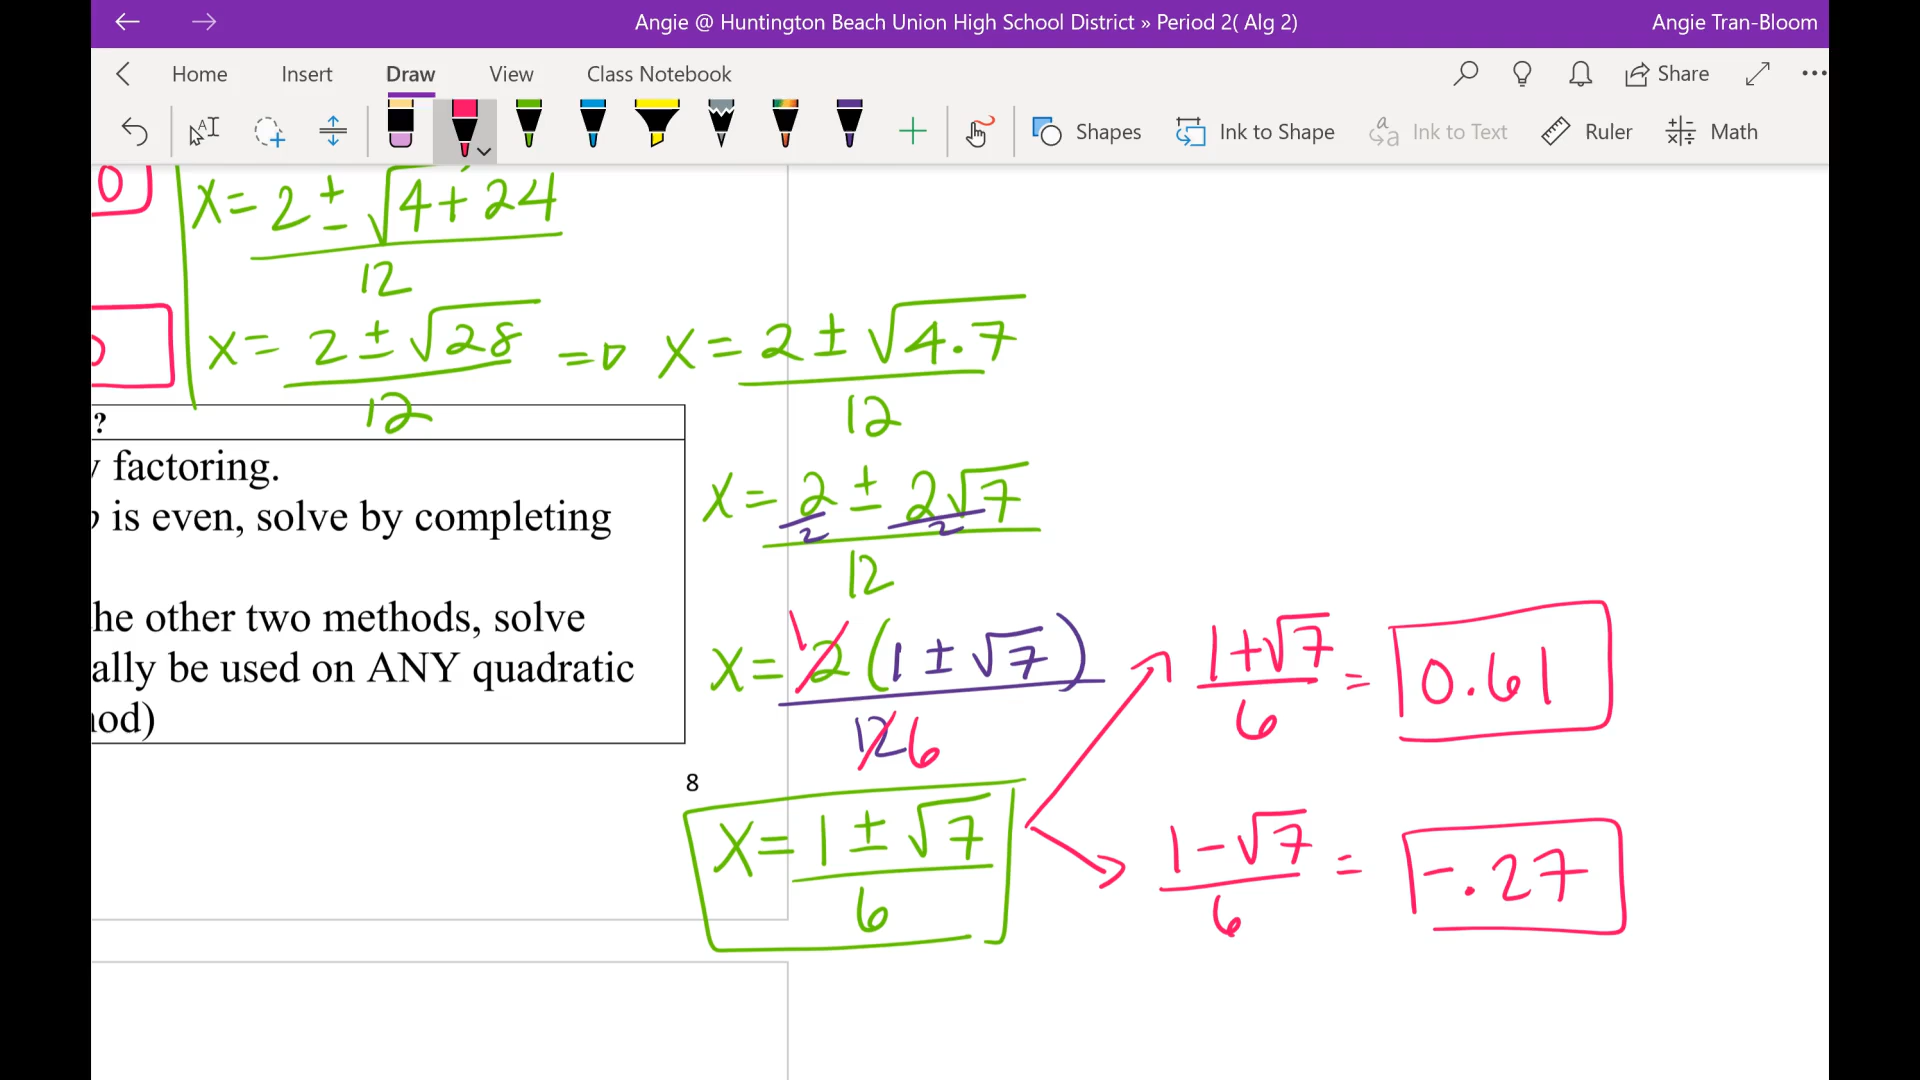 Angie @ Huntington Beach Union High School District » Period 2( Alg 2)
Angie Tran-Bloom
Home Insert Draw View Class Notebook Share
Shapes Ink to Shape Ink to Text Ruler Math
0
x = 2 ± √4+24
12
x = 2 ± √28 => x = 2 ± √4.7
12 12
?
y factoring.
b is even, solve by completing
x = 2 ± 2√7
2 2
12
he other two methods, solve
ally be used on ANY quadratic
od)
x = 2 (1 ± √7) 1
12 6
1+√7 = 0.61
6
8
x = 1 ± √7
6
1-√7 = -.27
6